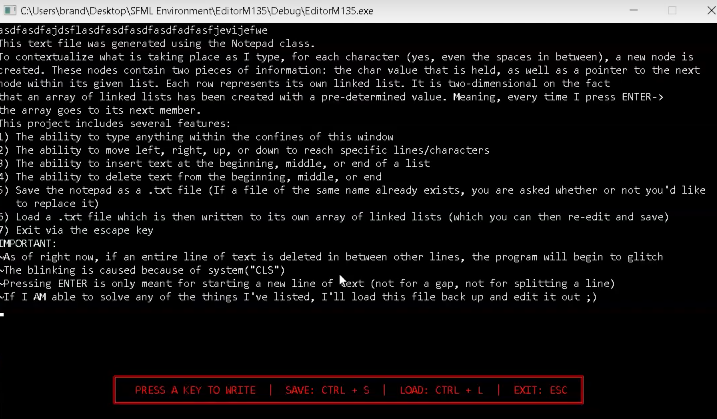 C:\Users\brand\Desktop\SFML Environment\EditorM135\Debug\EditorM135.exe
asdfasdfajdsflasdfasdfasdfasdfadfasfjevijefwe
This text file was generated using the Notepad class.
To contextualize what is taking place as I type, for each character (yes, even the spaces in between), a new node is
created. These nodes contain two pieces of information: the char value that is held, as well as a pointer to the next
node within its given list. Each row represents its own linked list. It is two-dimensional on the fact
that an array of linked lists has been created with a pre-determined value. Meaning, every time I press ENTER->
the array goes to its next member.
This project includes several features:
1) The ability to type anything within the confines of this window
2) The ability to move left, right, up, or down to reach specific lines/characters
3) The ability to insert text at the beginning, middle, or end of a list
4) The ability to delete text from the beginning, middle, or end
5) Save the notepad as a .txt file (If a file of the same name already exists, you are asked whether or not you'd like
to replace it)
6) Load a .txt file which is then written to its own array of linked lists (which you can then re-edit and save)
7) Exit via the escape key
IMPORTANT:
~As of right now, if an entire line of text is deleted in between other lines, the program will begin to glitch
~The blinking is caused because of system("CLS")
~Pressing ENTER is only meant for starting a new line of text (not for a gap, not for splitting a line)
~If I AM able to solve any of the things I've listed, I'll load this file back up and edit it out ;)
PRESS A KEY TO WRITE | SAVE: CTRL + S | LOAD: CTRL + L | EXIT: ESC